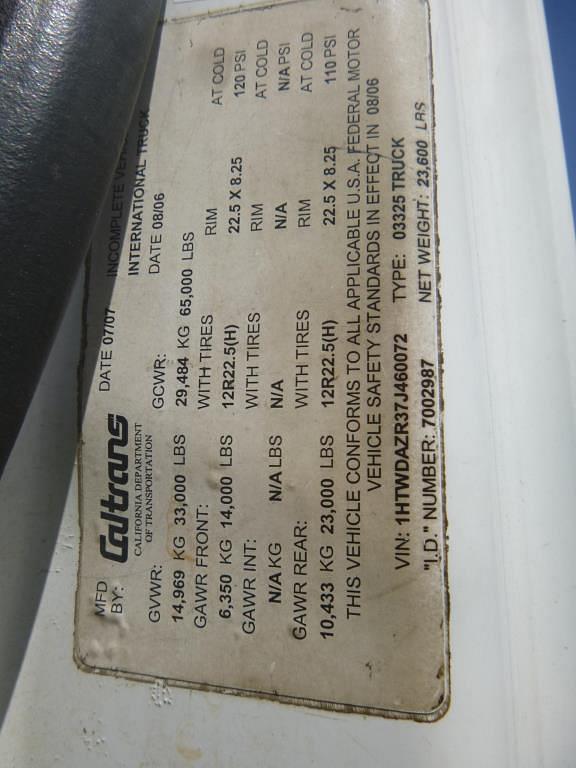 MFD BY: Caltrans DATE 07/07 INCOMPLETE
CALIFORNIA DEPARTMENT INTERNATIONAL TRUCK
OF TRANSPORTATION DATE 08/06
GVWR: GCWR:
14,969 KG 33,000 LBS 29,484 KG 65,000 LBS
GAWR FRONT: WITH TIRES RIM AT COLD
6,350 KG 14,000 LBS 12R22.5(H) 22.5 X 8.25 120 PSI
GAWR INT: WITH TIRES RIM AT COLD
N/A KG N/A LBS N/A N/A N/A PSI
GAWR REAR: WITH TIRES RIM AT COLD
10,433 KG 23,000 LBS 12R22.5(H) 22.5 X 8.25 110 PSI
THIS VEHICLE CONFORMS TO ALL APPLICABLE U.S.A. FEDERAL MOTOR
VEHICLE SAFETY STANDARDS IN EFFECT IN 08/06
VIN: 1HTWDAZR37J460072 TYPE: 03325 TRUCK
"I.D." NUMBER: 7002987 NET WEIGHT: 23,600 LBS